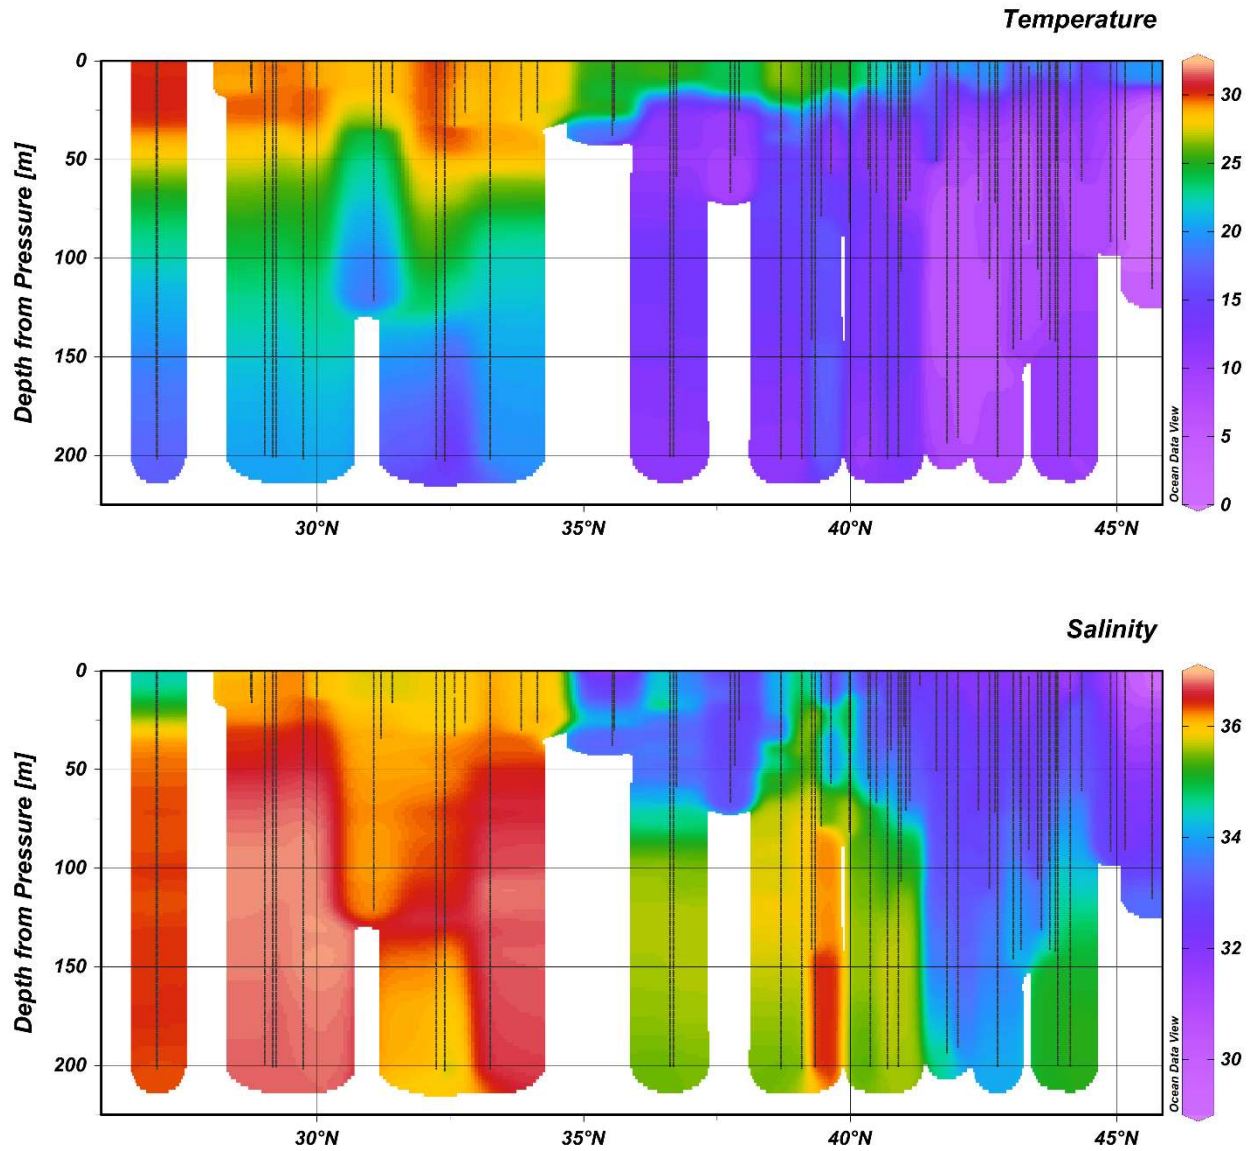 Temperature
Depth from Pressure [m]
0
50
100
150
200
30°N
35°N
40°N
45°N
Ocean Data View
30
25
20
15
10
5
0
Salinity
Depth from Pressure [m]
0
50
100
150
200
30°N
35°N
40°N
45°N
Ocean Data View
36
34
32
30